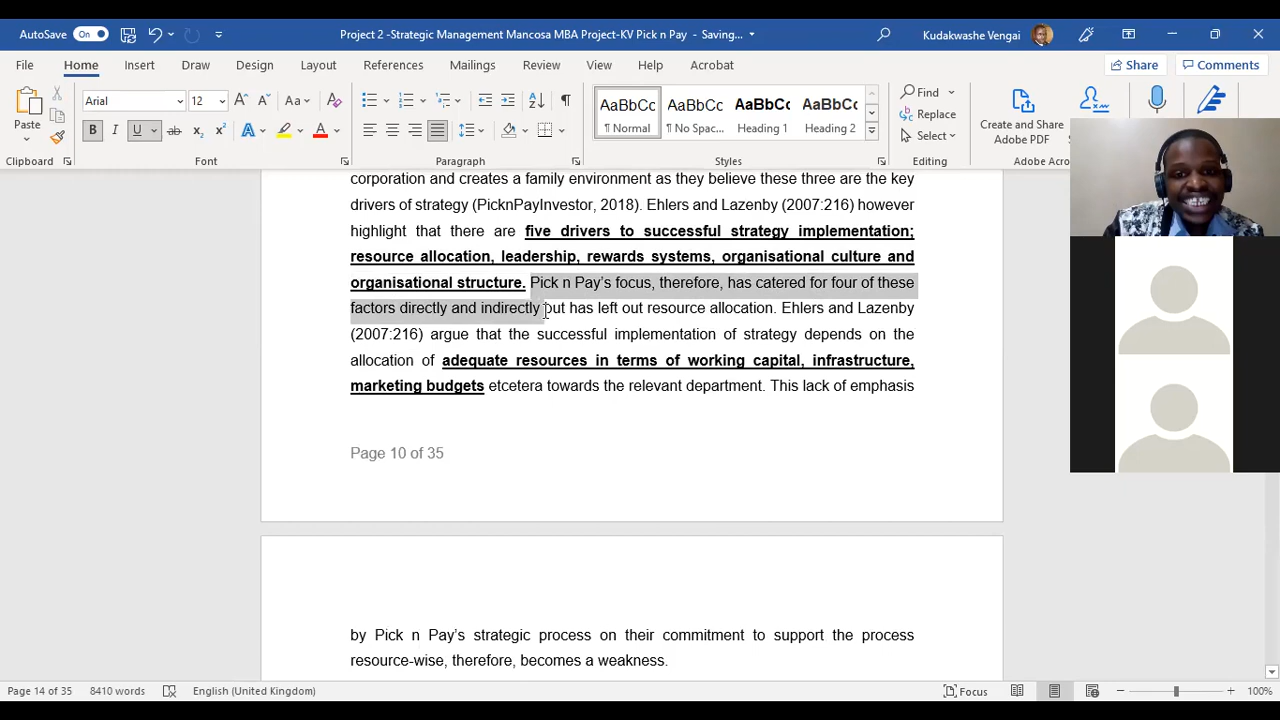 AutoSave On Project 2 -Strategic Management Mancosa MBA Project-KV Pick n Pay - Saving... Kudakwashe Vengai
File Home Insert Draw Design Layout References Mailings Review View Help Acrobat Share Comments
Arial 12 Aa AaBbCc AaBbCc AaBbCc AaBbCc Find
Paste B I U ab x₂ x² A A ¶ Normal ¶ No Spac... Heading 1 Heading 2 Replace Create and Share
Select Adobe PDF
Clipboard Font Paragraph Styles Editing Adobe Acro
corporation and creates a family environment as they believe these three are the key
drivers of strategy (PicknPayInvestor, 2018). Ehlers and Lazenby (2007:216) however
highlight that there are five drivers to successful strategy implementation;
resource allocation, leadership, rewards systems, organisational culture and
organisational structure. Pick n Pay's focus, therefore, has catered for four of these
factors directly and indirectly but has left out resource allocation. Ehlers and Lazenby
(2007:216) argue that the successful implementation of strategy depends on the
allocation of adequate resources in terms of working capital, infrastructure,
marketing budgets etcetera towards the relevant department. This lack of emphasis
Page 10 of 35
by Pick n Pay's strategic process on their commitment to support the process
resource-wise, therefore, becomes a weakness.
Page 14 of 35 8410 words English (United Kingdom) Focus 100%